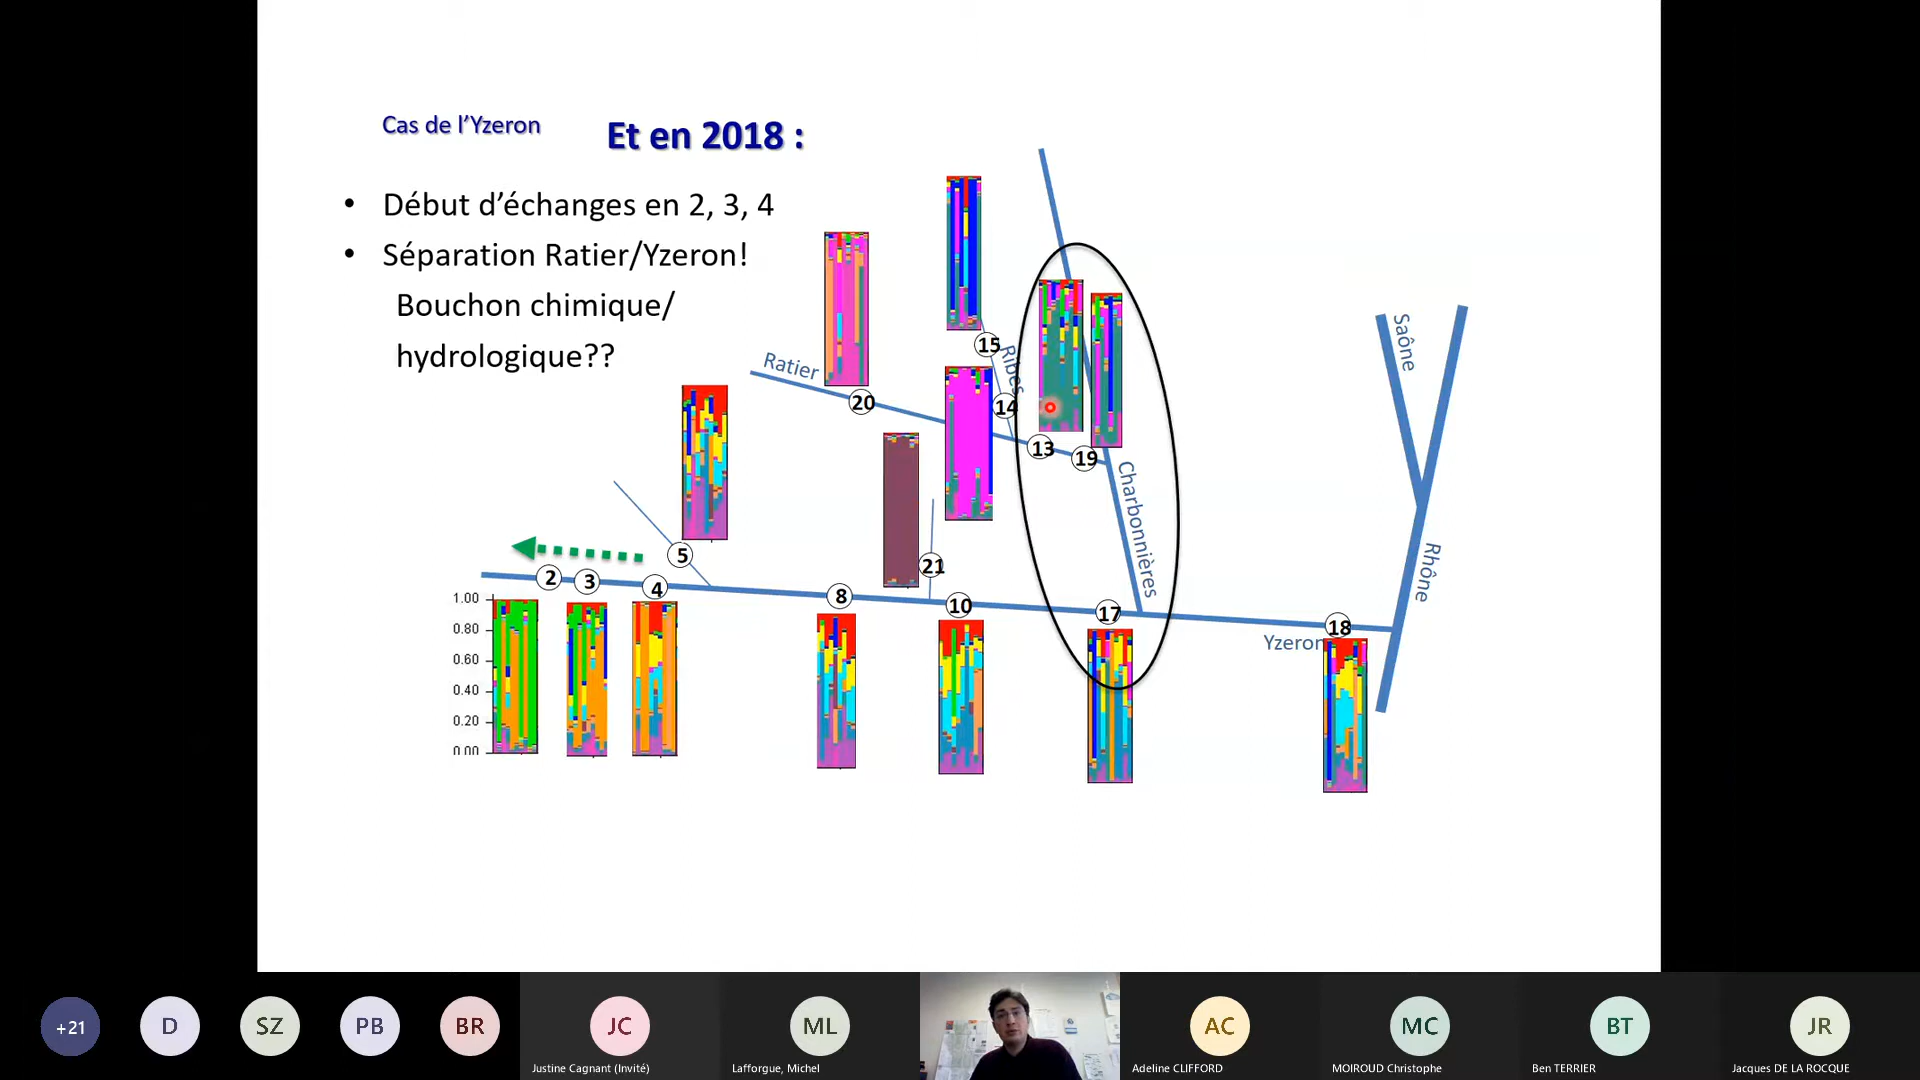 Cas de l’Yzeron
Et en 2018 :
• Début d’échanges en 2, 3, 4
• Séparation Ratier/Yzeron!
Bouchon chimique/
hydrologique??
Ratier
Ribes
Charbonnières
Saône
Rhône
Yzeron
15
14
20
13
19
5
21
2
3
4
8
10
17
18
1.00
0.80
0.60
0.40
0.20
0.00
+21
D
SZ
PB
BR
JC
Justine Cagnant (Invité)
ML
Lafforgue, Michel
AC
Adeline CLIFFORD
MC
MOIROUD Christophe
BT
Ben TERRIER
JR
Jacques DE LA ROCQUE